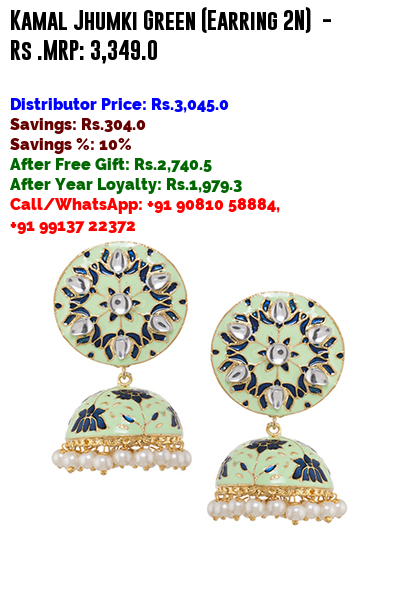 Kamal Jhumki Green (Earring 2N)  -
Rs .MRP: 3,349.0
Distributor Price: Rs.3,045.0
Savings: Rs.304.0
Savings %: 10%
After Free Gift: Rs.2,740.5
After Year Loyalty: Rs.1,979.3
Call/WhatsApp: +91 90810 58884,
+91 99137 22372